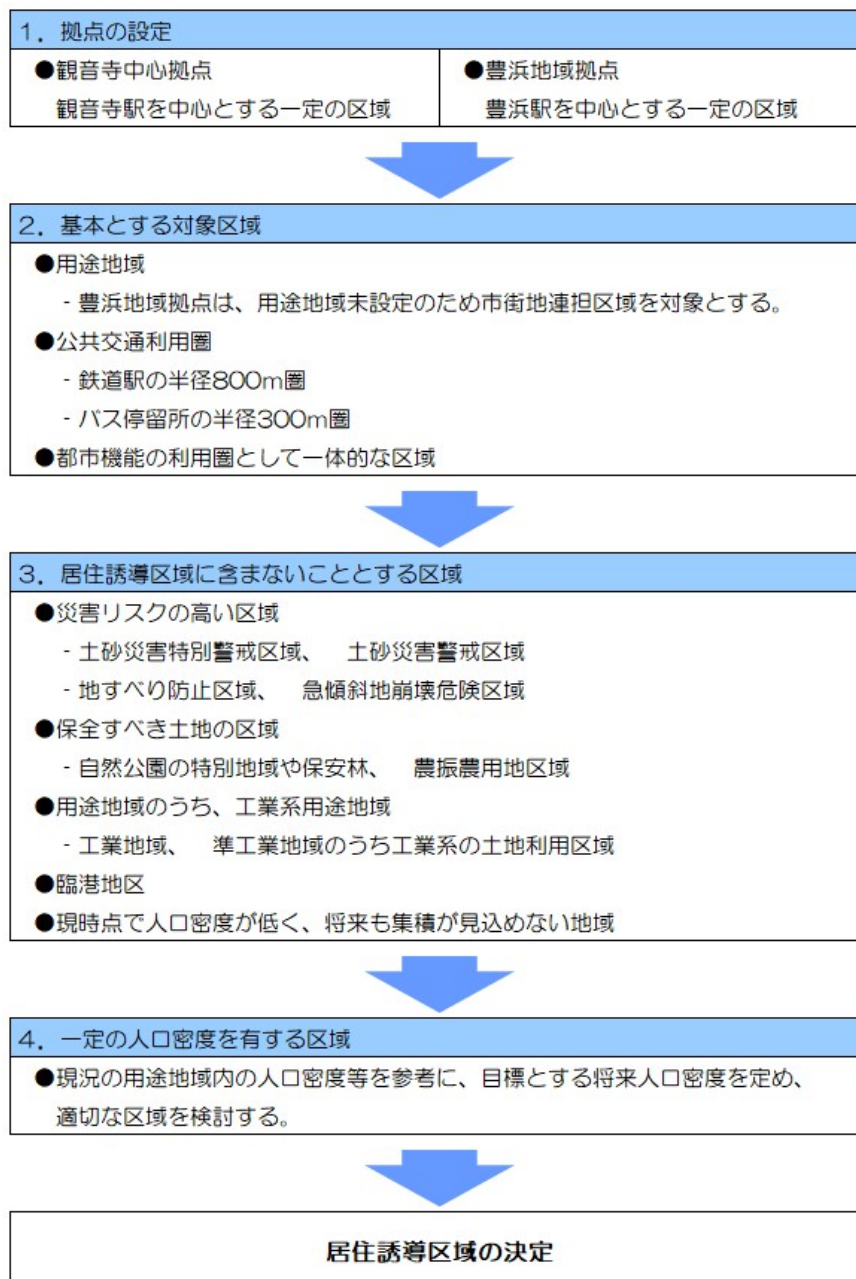 1．拠点の設定
●観音寺中心拠点
観音寺駅を中心とする一定の区域
●豊浜地域拠点
豊浜駅を中心とする一定の区域
2．基本とする対象区域
●用途地域
- 豊浜地域拠点は、用途地域未設定のため市街地連担区域を対象とする。
●公共交通利用圏
- 鉄道駅の半径800m圏
- バス停留所の半径300m圏
●都市機能の利用圏として一体的な区域
3．居住誘導区域に含まないこととする区域
●災害リスクの高い区域
- 土砂災害特別警戒区域、　土砂災害警戒区域
- 地すべり防止区域、　急傾斜地崩壊危険区域
●保全すべき土地の区域
- 自然公園の特別地域や保安林、　農振農用地区域
●用途地域のうち、工業系用途地域
- 工業地域、　準工業地域のうち工業系の土地利用区域
●臨港地区
●現時点で人口密度が低く、将来も集積が見込めない地域
4．一定の人口密度を有する区域
●現況の用途地域内の人口密度等を参考に、目標とする将来人口密度を定め、
適切な区域を検討する。
居住誘導区域の決定